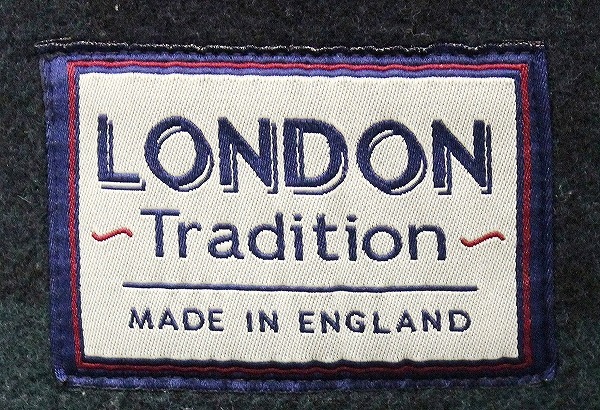 LONDON
~ Tradition ~
MADE IN ENGLAND